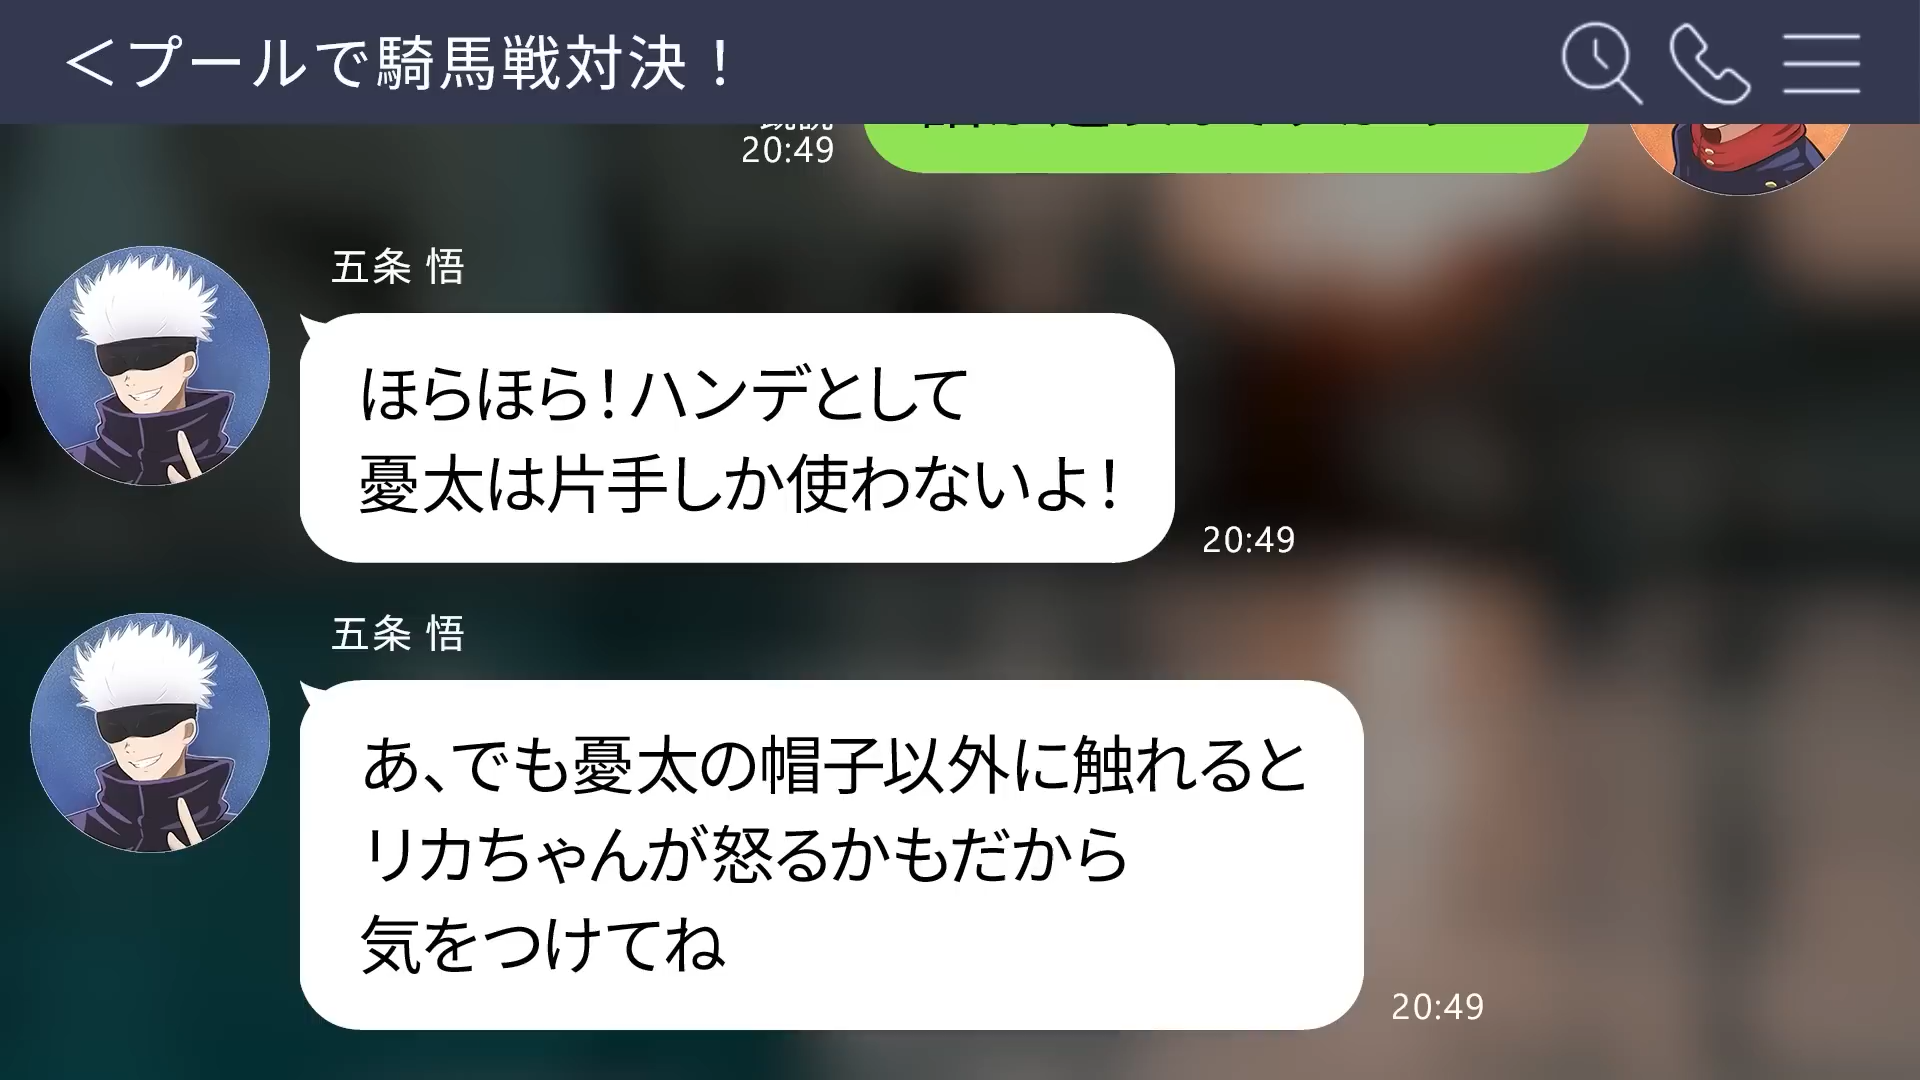 ＜プールで騎馬戦対決！
20:49
五条 悟
ほらほら！ハンデとして
憂太は片手しか使わないよ！
20:49
五条 悟
あ、でも憂太の帽子以外に触れると
リカちゃんが怒るかもだから
気をつけてね
20:49